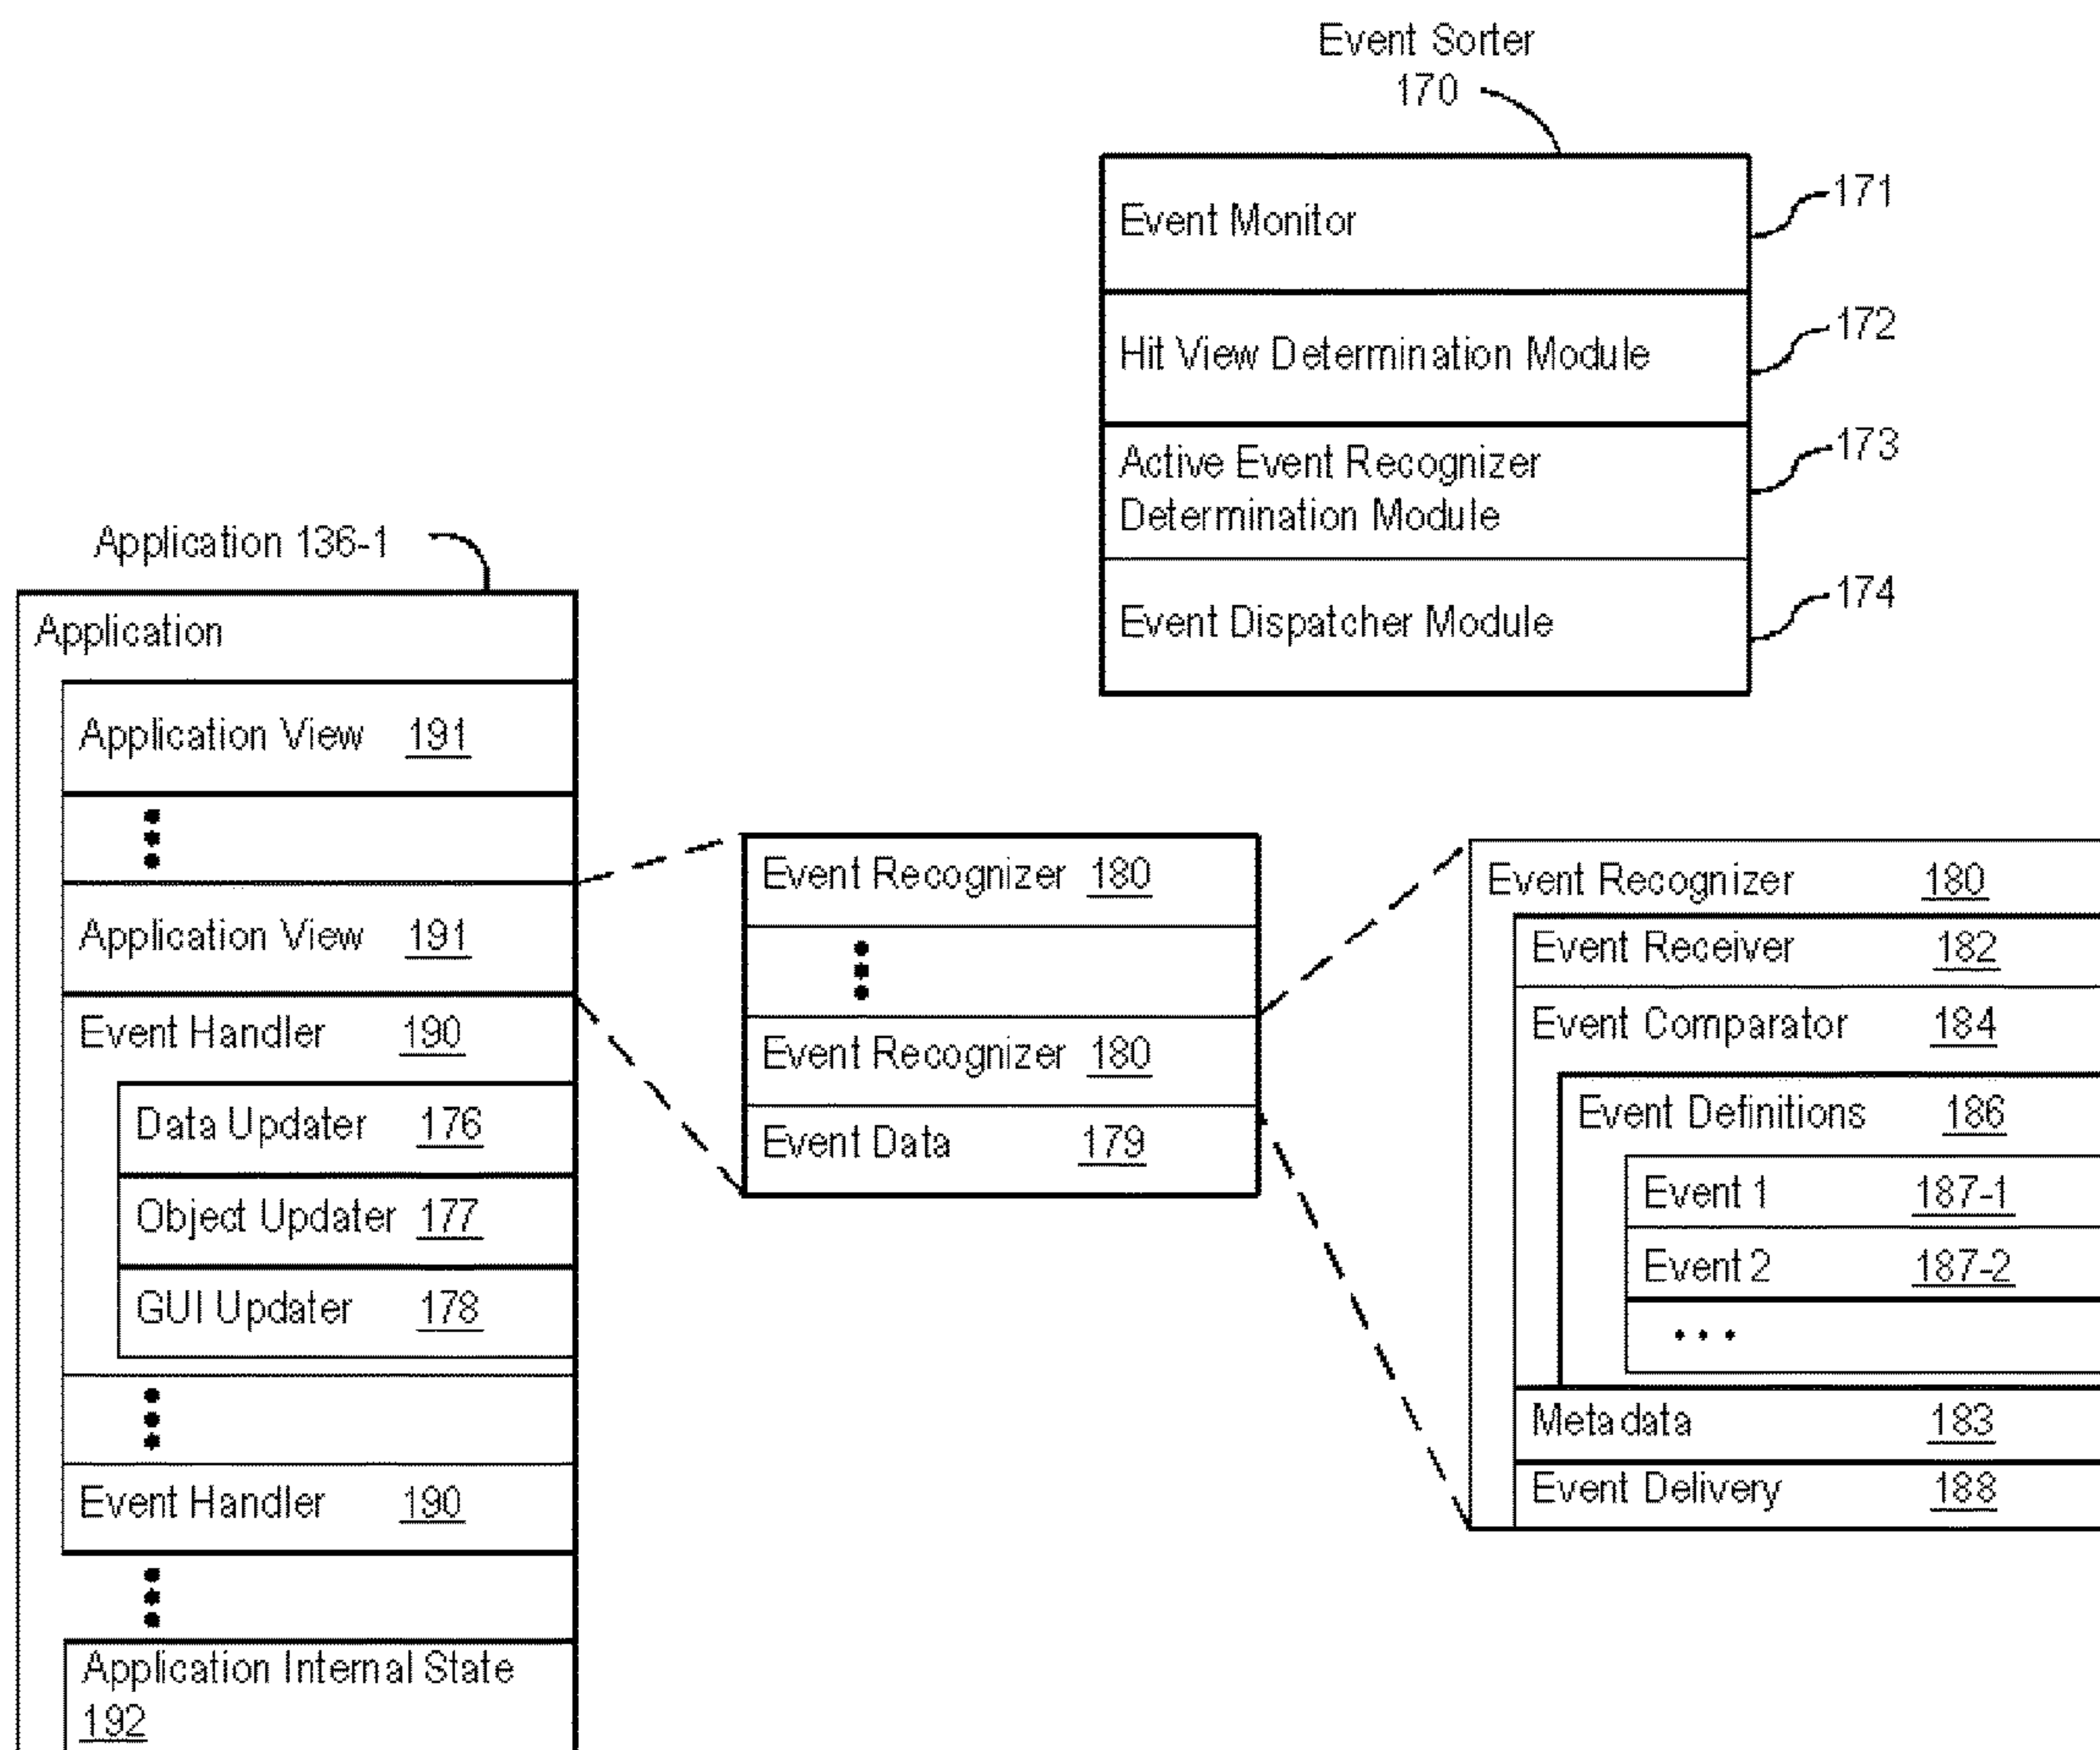 Event Sorter
170
Event Monitor
171
Hit View Determination Module
172
Active Event Recognizer
Determination Module
173
Event Dispatcher Module
174
Application 136-1
Application
Application View 191
Application View 191
Event Handler 190
Data Updater 176
Object Updater 177
GUI Updater 178
Event Handler 190
Application Internal State
192
Event Recognizer 180
Event Recognizer 180
Event Data 179
Event Recognizer 180
Event Receiver 182
Event Comparator 184
Event Definitions 186
Event 1 187-1
Event 2 187-2
Metadata 183
Event Delivery 188